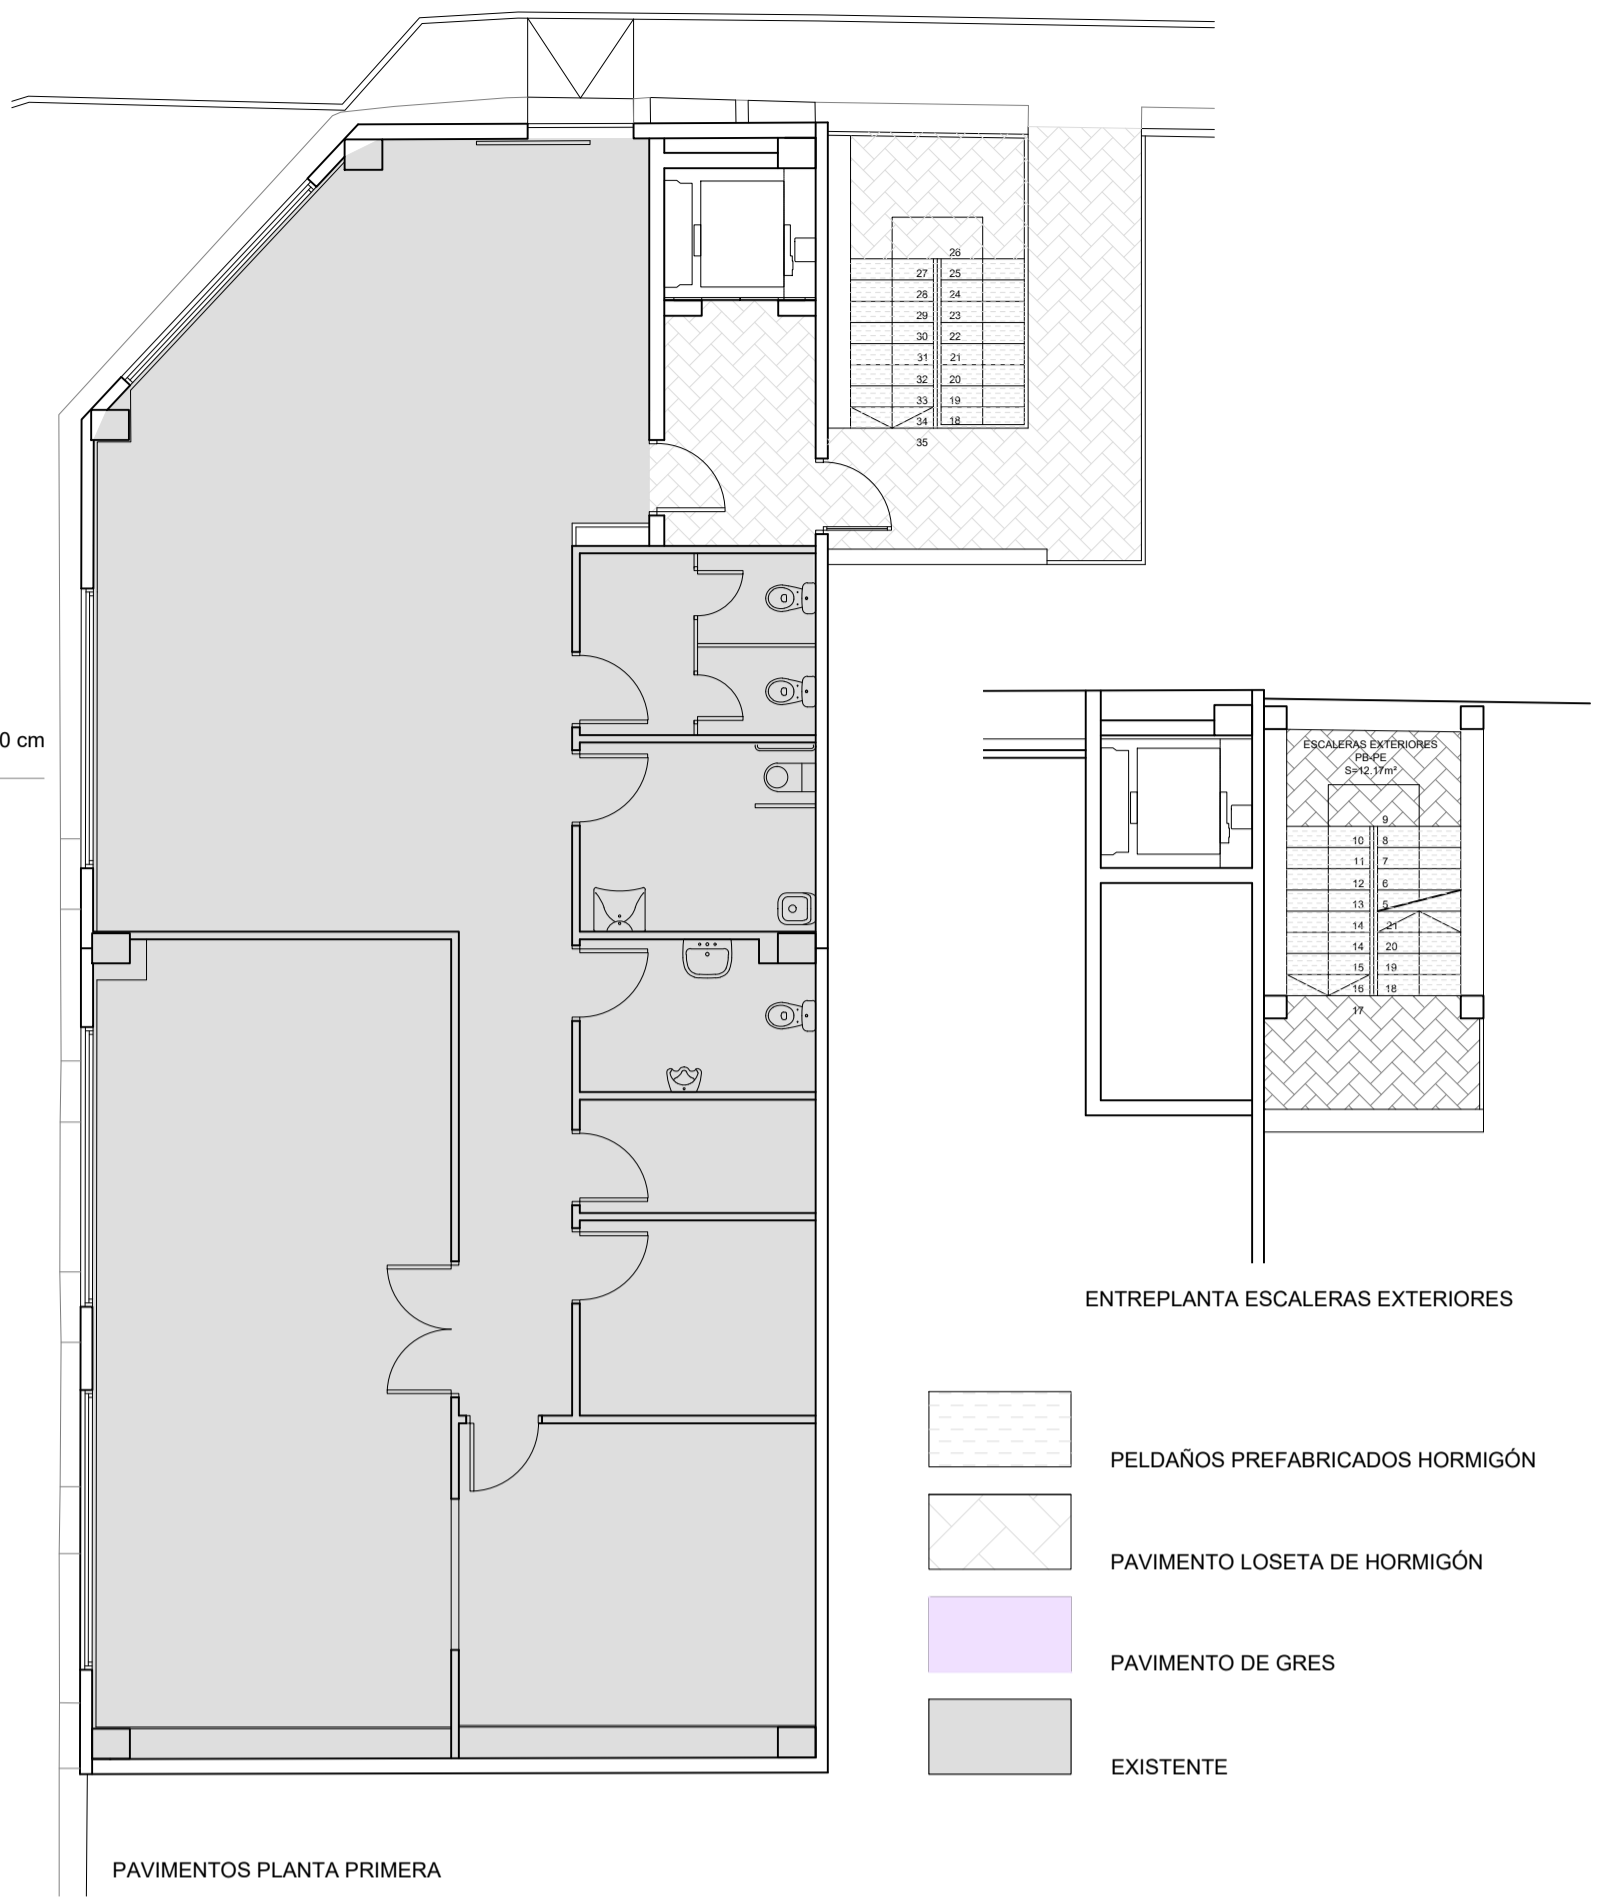 26
27 25
28 24
29 23
30 22
31 21
32 20
33 19
34 18
35
0 cm
ESCALERAS EXTERIORES
PB-PE
S=12.17m²
9
10 8
11 7
12 6
13 5
14 21
14 20
15 19
16 18
17
ENTREPLANTA ESCALERAS EXTERIORES
PELDAÑOS PREFABRICADOS HORMIGÓN
PAVIMENTO LOSETA DE HORMIGÓN
PAVIMENTO DE GRES
EXISTENTE
PAVIMENTOS PLANTA PRIMERA